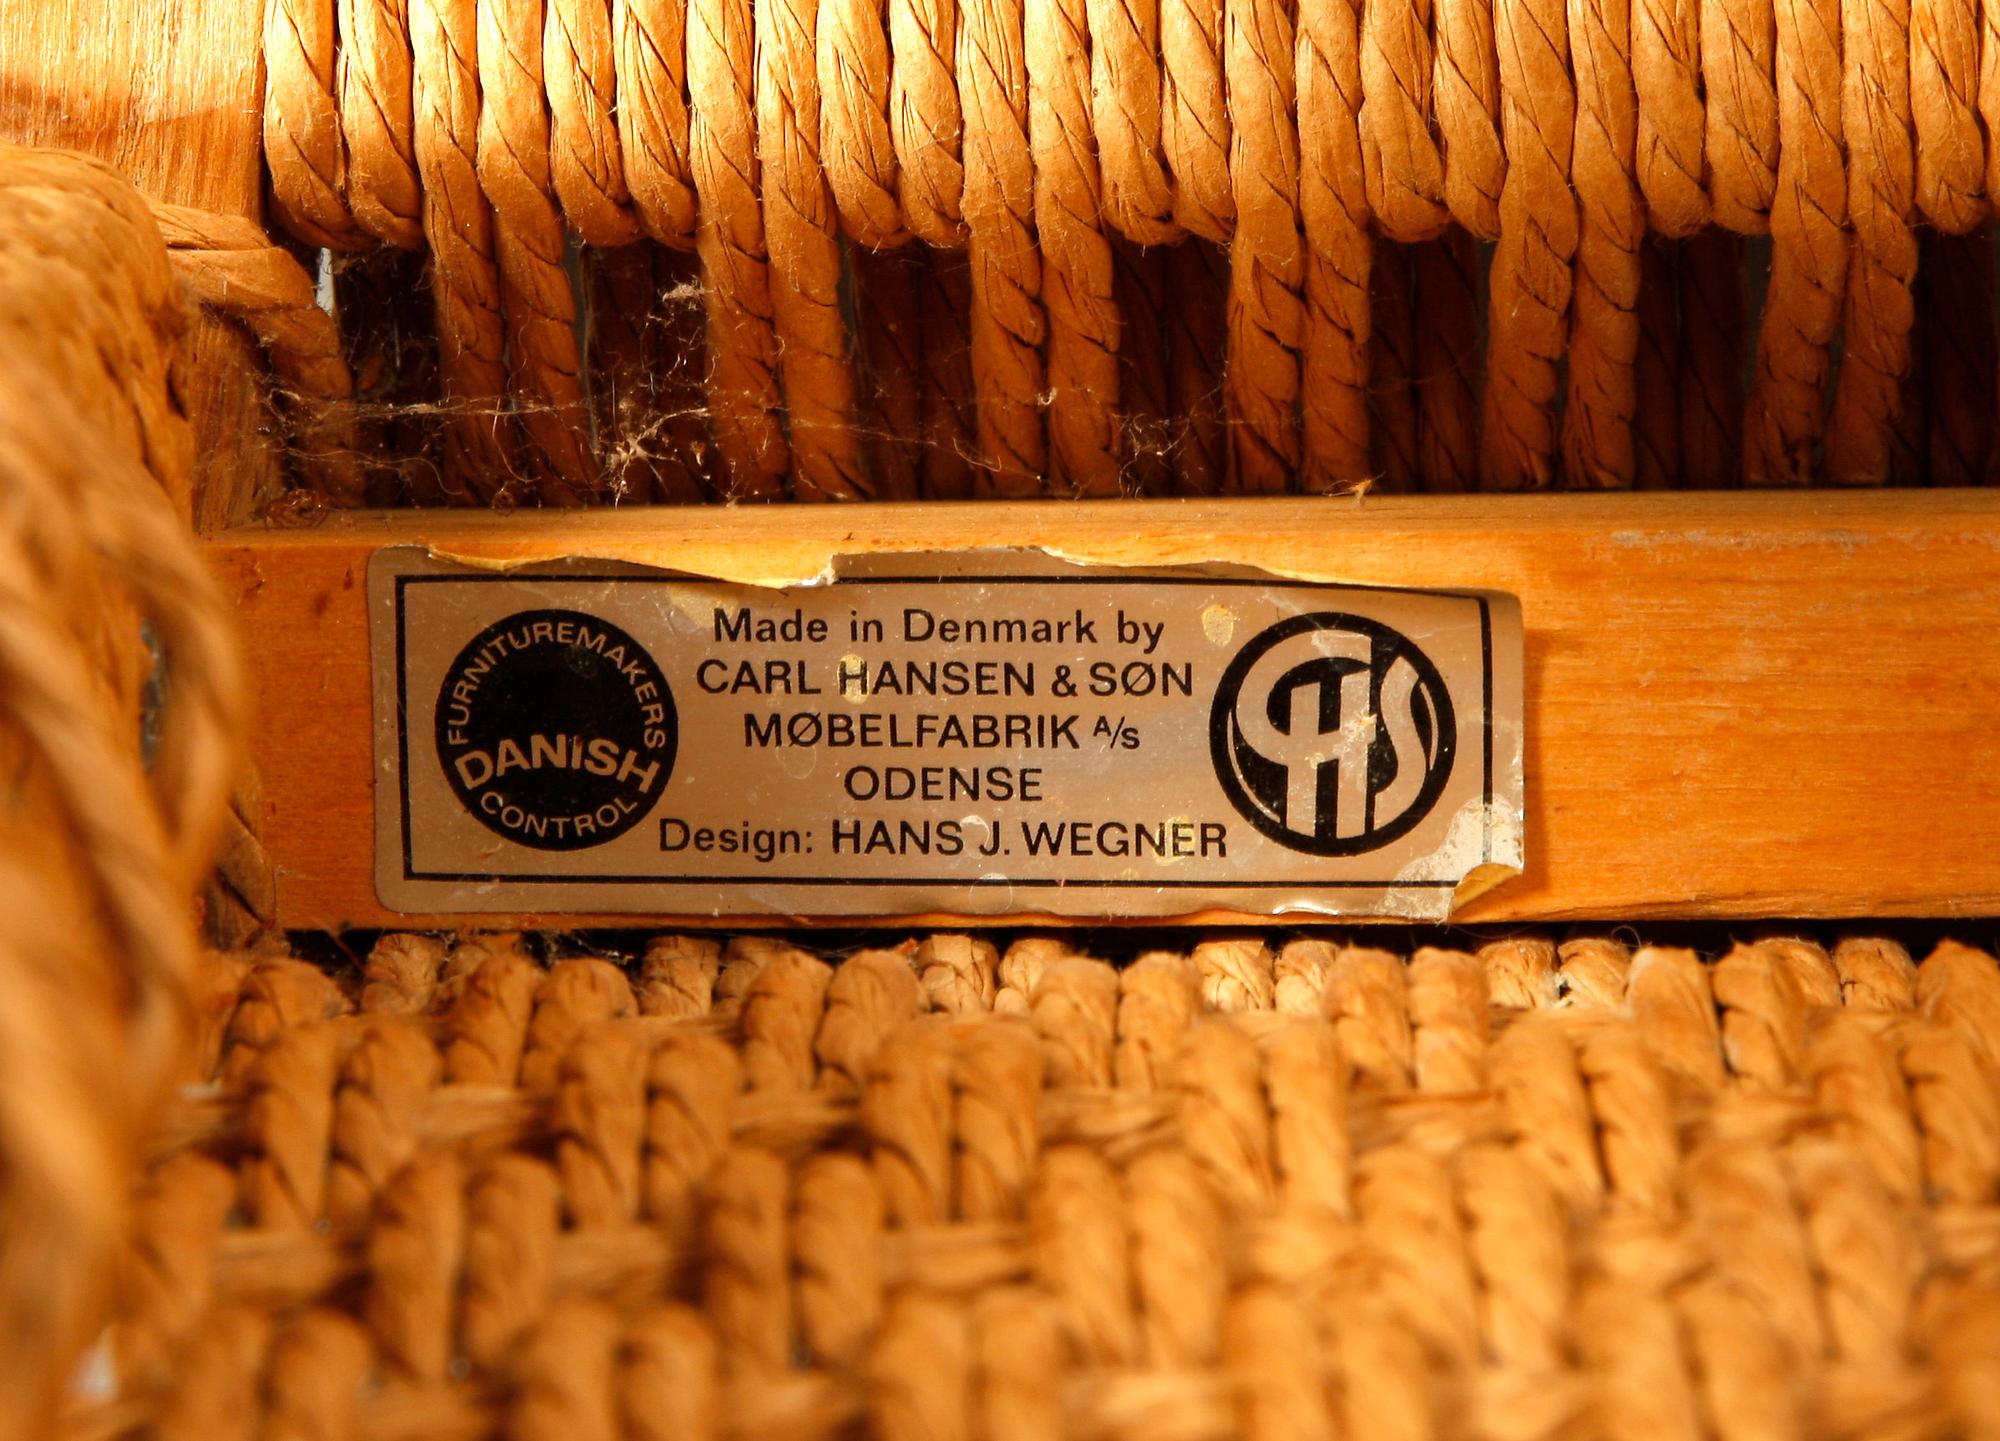 FURNITUREMAKERS
DANISH
CONTROL
Made in Denmark by
CARL HANSEN & SØN
MØBELFABRIK A/s
ODENSE
Design: HANS J. WEGNER
CHS